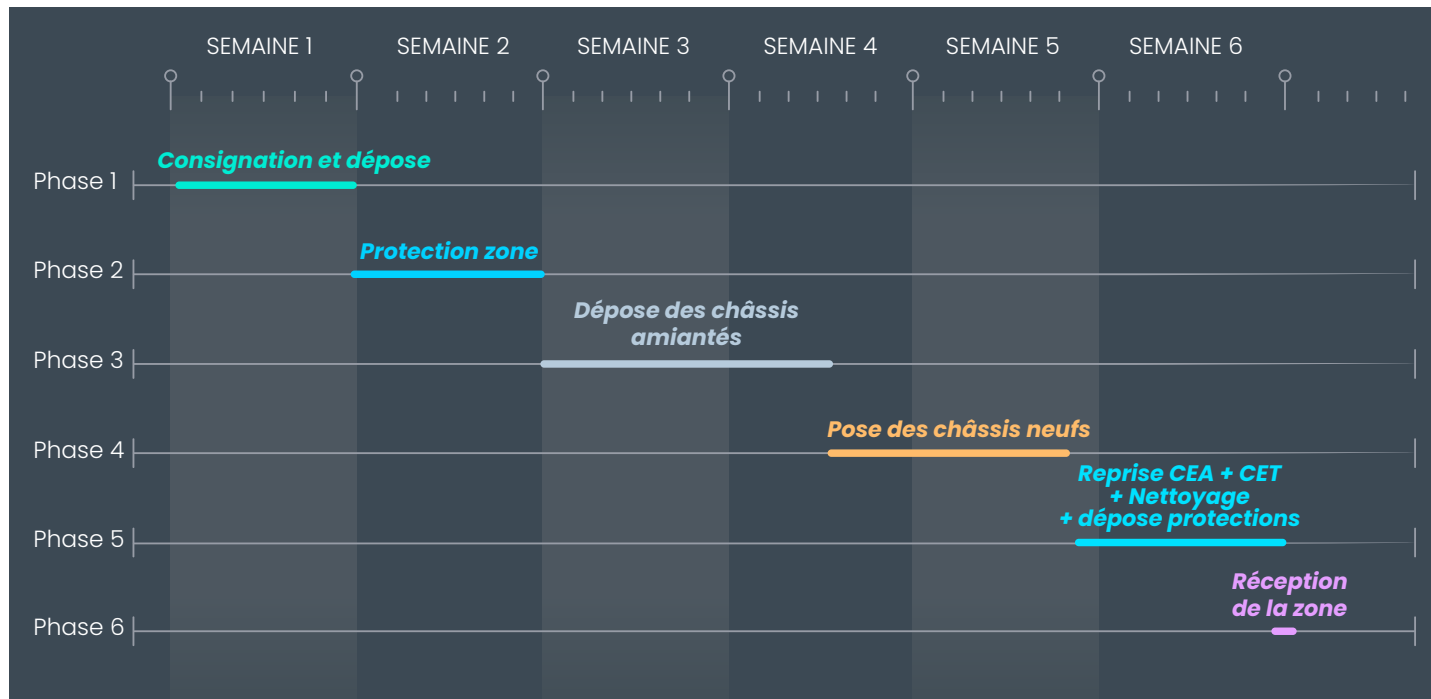 SEMAINE 1 SEMAINE 2 SEMAINE 3 SEMAINE 4 SEMAINE 5 SEMAINE 6
Consignation et dépose
Phase 1
Protection zone
Phase 2
Dépose des châssis
amiantés
Phase 3
Pose des châssis neufs
Phase 4
Reprise CEA + CET
+ Nettoyage
+ dépose protections
Phase 5
Réception
de la zone
Phase 6